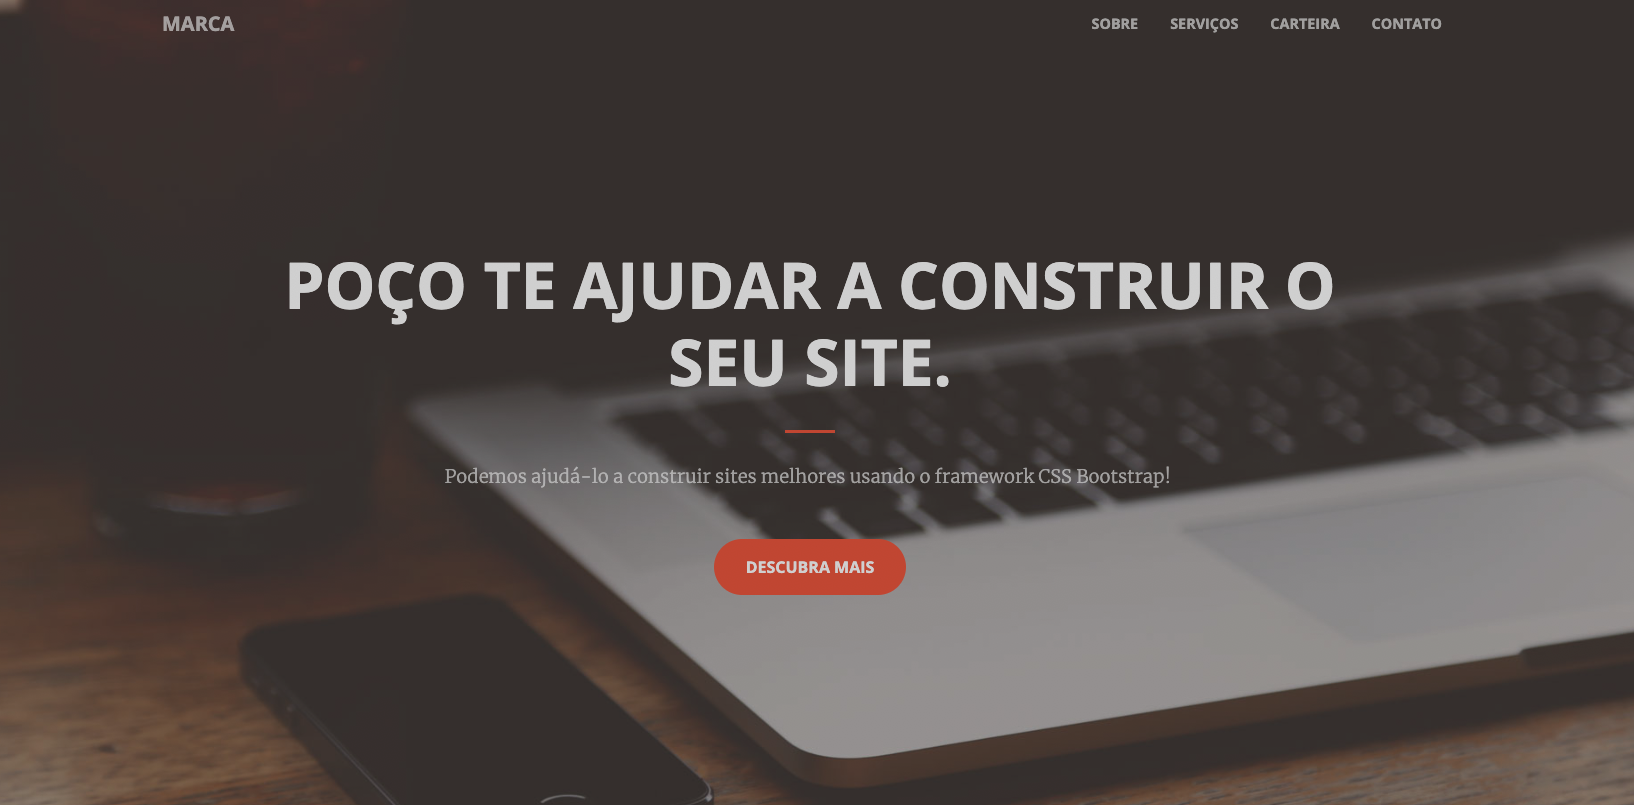 MARCA
SOBRE SERVIÇOS CARTEIRA CONTATO
POÇO TE AJUDAR A CONSTRUIR O
SEU SITE.
Podemos ajudá-lo a construir sites melhores usando o framework CSS Bootstrap!
DESCUBRA MAIS